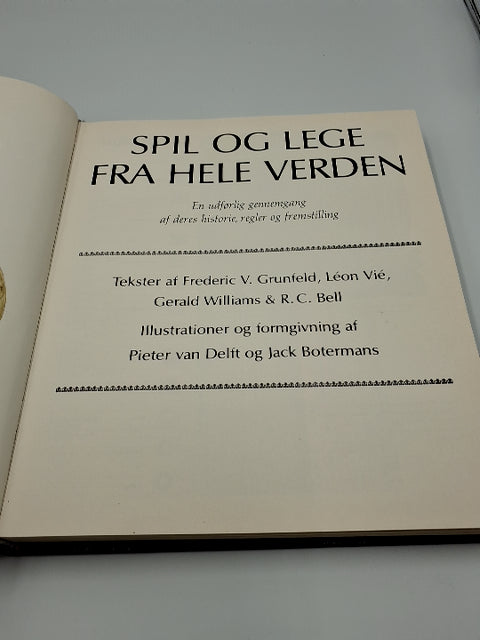 SPIL OG LEGE
FRA HELE VERDEN
En udførlig gennemgang
af deres historie, regler og fremstilling
Tekster af Frederic V. Grunfeld, Léon Vié,
Gerald Williams & R. C. Bell
Illustrationer og formgivning af
Pieter van Delft og Jack Botermans